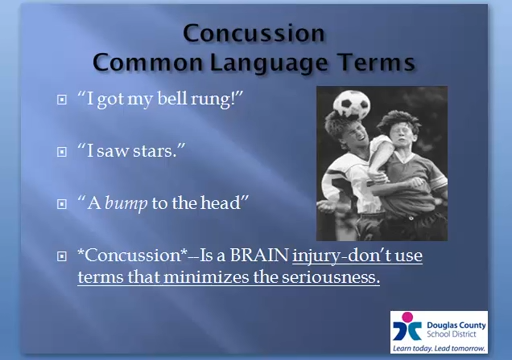 Concussion
Common Language Terms
“I got my bell rung!”
“I saw stars.”
“A bump to the head”
*Concussion*–Is a BRAIN injury-don’t use
terms that minimizes the seriousness.
Douglas County
School District
Learn today. Lead tomorrow.